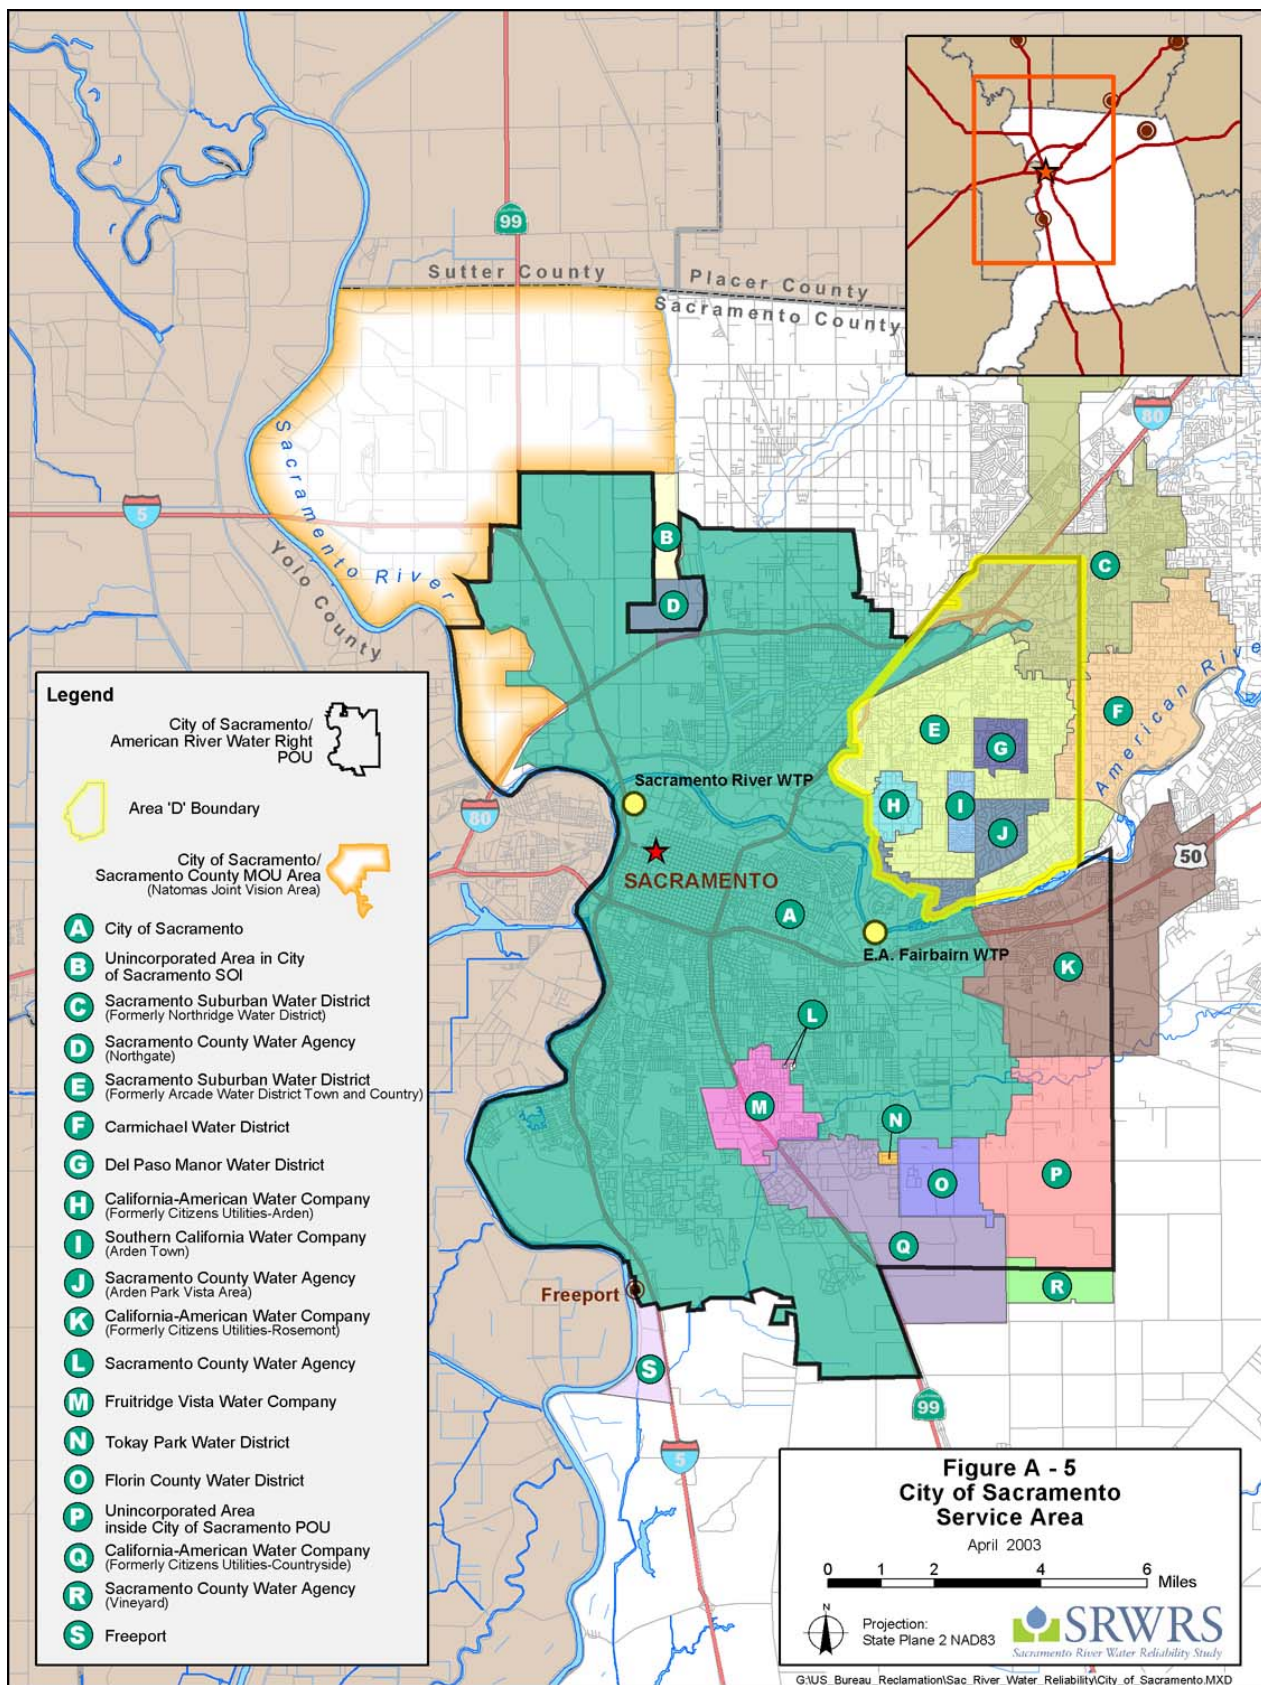 99
Sutter County
Placer County
Sacramento County
80
5
Sacramento River
Yolo County
B
D
C
F
American River
E
G
H
I
J
80
Sacramento River WTP
SACRAMENTO
A
E.A. Fairbairn WTP
50
K
L
M
N
O
P
Q
R
Freeport
S
99
5
Legend
City of Sacramento/
American River Water Right
POU
Area 'D' Boundary
City of Sacramento/
Sacramento County MOU Area
(Natomas Joint Vision Area)
A City of Sacramento
B Unincorporated Area in City
of Sacramento SOI
C Sacramento Suburban Water District
(Formerly Northridge Water District)
D Sacramento County Water Agency
(Northgate)
E Sacramento Suburban Water District
(Formerly Arcade Water District Town and Country)
F Carmichael Water District
G Del Paso Manor Water District
H California-American Water Company
(Formerly Citizens Utilities-Arden)
I Southern California Water Company
(Arden Town)
J Sacramento County Water Agency
(Arden Park Vista Area)
K California-American Water Company
(Formerly Citizens Utilities-Rosemont)
L Sacramento County Water Agency
M Fruitridge Vista Water Company
N Tokay Park Water District
O Florin County Water District
P Unincorporated Area
inside City of Sacramento POU
Q California-American Water Company
(Formerly Citizens Utilities-Countryside)
R Sacramento County Water Agency
(Vineyard)
S Freeport
Figure A - 5
City of Sacramento
Service Area
April 2003
0 1 2 4 6 Miles
N
Projection:
State Plane 2 NAD83
SRWRS
Sacramento River Water Reliability Study
G:\US_Bureau_Reclamation\Sac_River_Water_Reliability\City_of_Sacramento.MXD